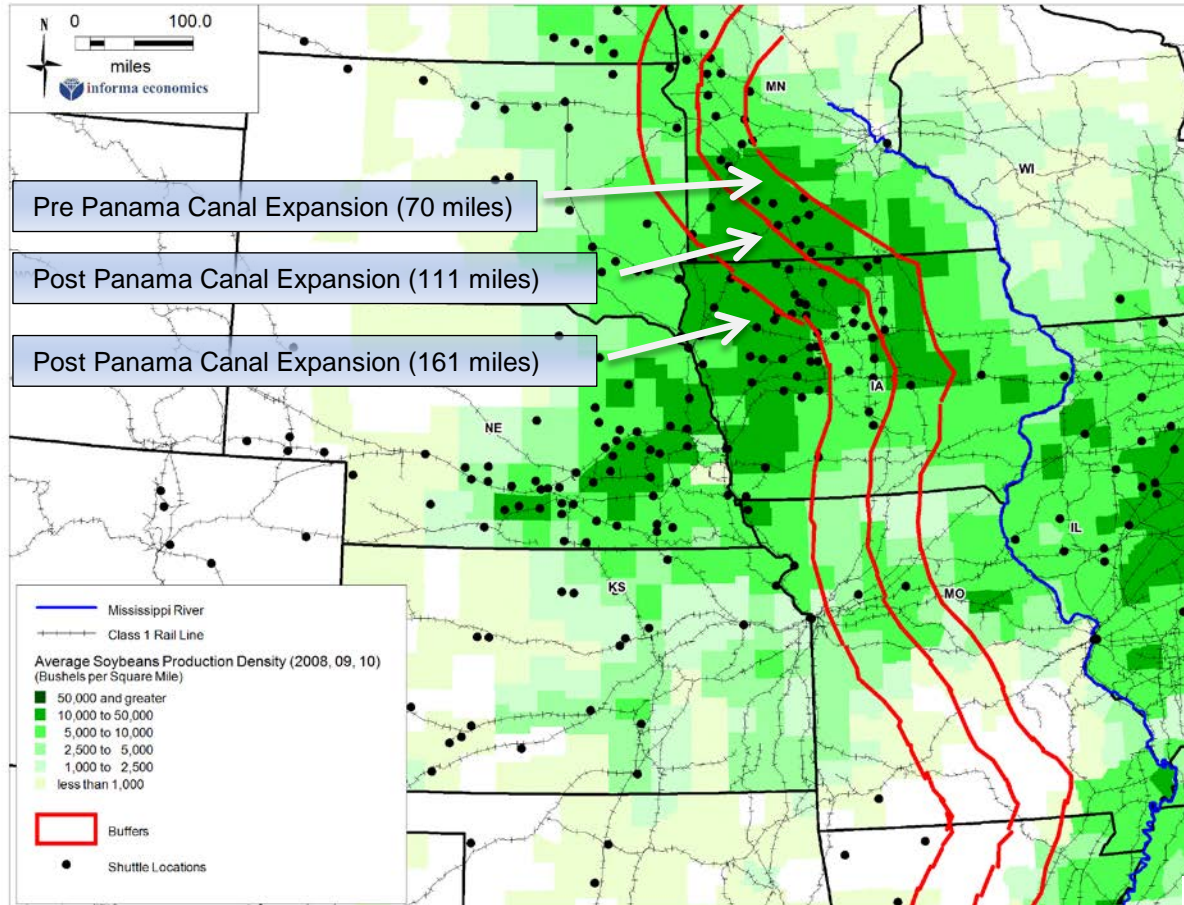 N
0 100.0
miles
informa economics
MN
WI
Pre Panama Canal Expansion (70 miles)
Post Panama Canal Expansion (111 miles)
Post Panama Canal Expansion (161 miles)
IA
NE
IL
KS
MO
Mississippi River
Class 1 Rail Line
Average Soybeans Production Density (2008, 09, 10)
(Bushels per Square Mile)
50,000 and greater
10,000 to 50,000
5,000 to 10,000
2,500 to 5,000
1,000 to 2,500
less than 1,000
Buffers
Shuttle Locations